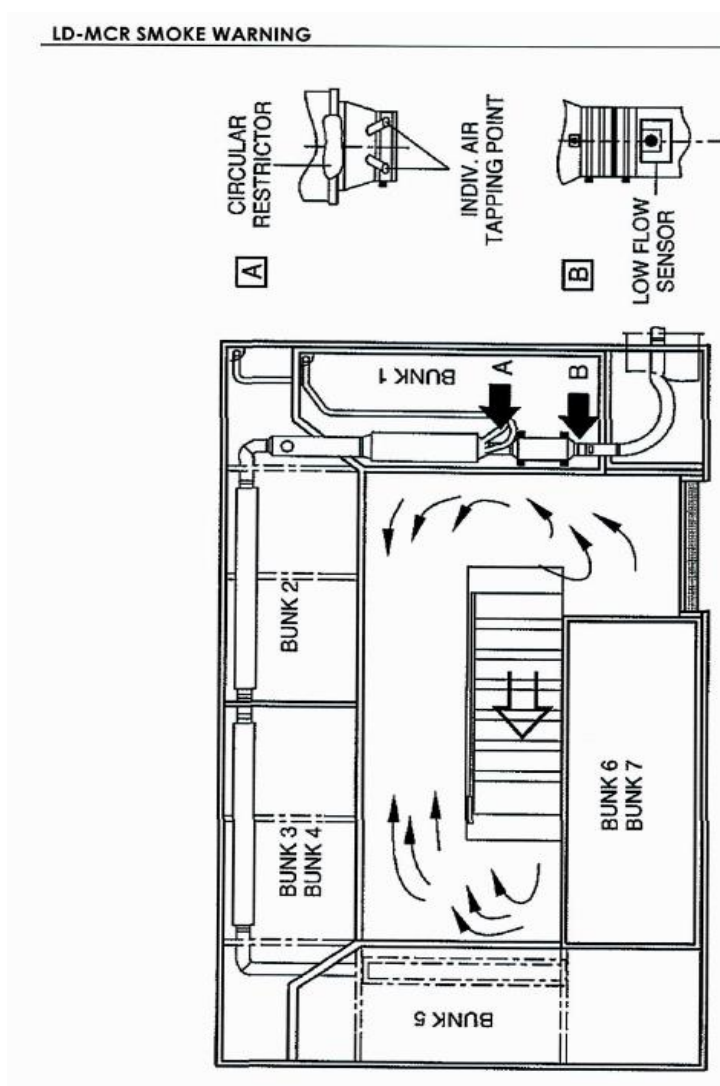 LD-MCR SMOKE WARNING
CIRCULAR
RESTRICTOR
INDIV. AIR
TAPPING POINT
A
B
LOW FLOW
SENSOR
BUNK 1
A
B
BUNK 2
BUNK 3
BUNK 4
BUNK 6
BUNK 7
BUNK 5